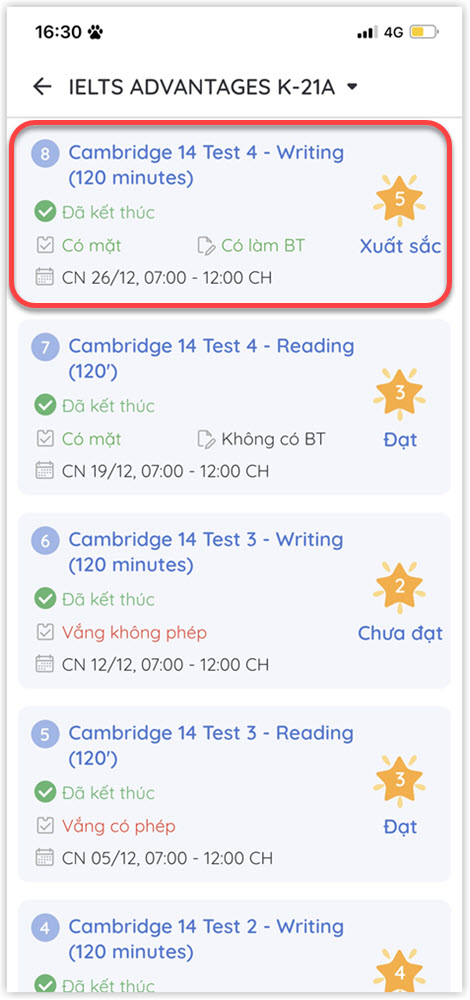 16:30
4G
IELTS ADVANTAGES K-21A
8
Cambridge 14 Test 4 - Writing
(120 minutes)
5
Đã kết thúc
Có mặt
Có làm BT
Xuất sắc
CN 26/12, 07:00 - 12:00 CH
7
Cambridge 14 Test 4 - Reading
(120')
3
Đã kết thúc
Có mặt
Không có BT
Đạt
CN 19/12, 07:00 - 12:00 CH
6
Cambridge 14 Test 3 - Writing
(120 minutes)
2
Đã kết thúc
Vắng không phép
Chưa đạt
CN 12/12, 07:00 - 12:00 CH
5
Cambridge 14 Test 3 - Reading
(120')
3
Đã kết thúc
Vắng có phép
Đạt
CN 05/12, 07:00 - 12:00 CH
4
Cambridge 14 Test 2 - Writing
(120 minutes)
4
Đã kết thúc